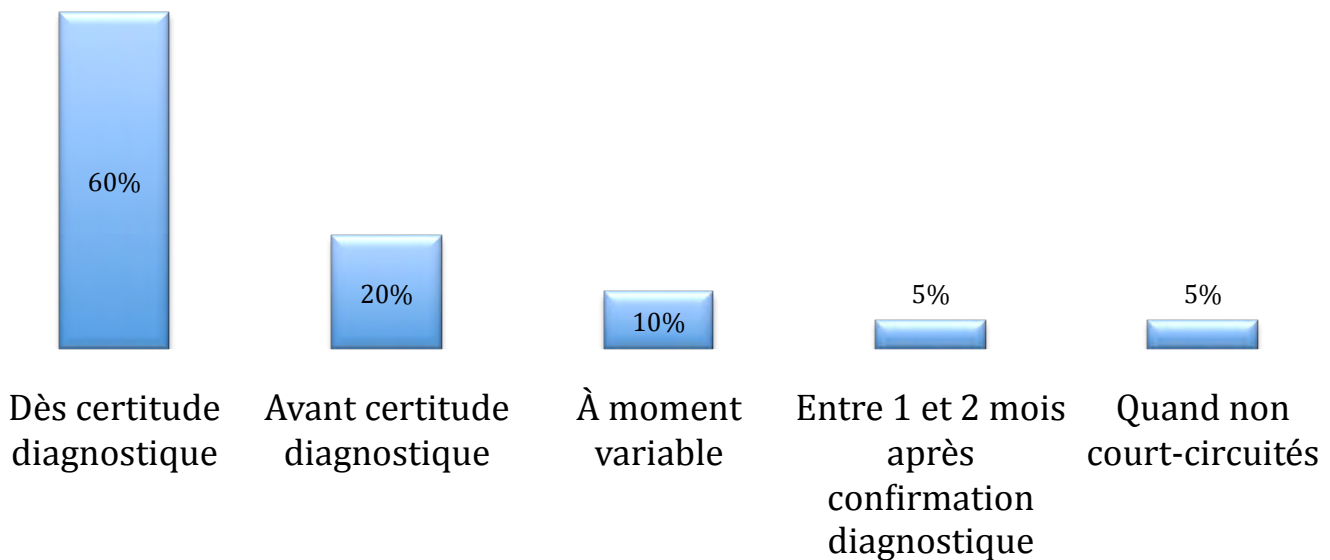 60%
20%
10%
5%
5%
Dès certitude
diagnostique
Avant certitude
diagnostique
À moment
variable
Entre 1 et 2 mois
après
confirmation
diagnostique
Quand non
court-circuités